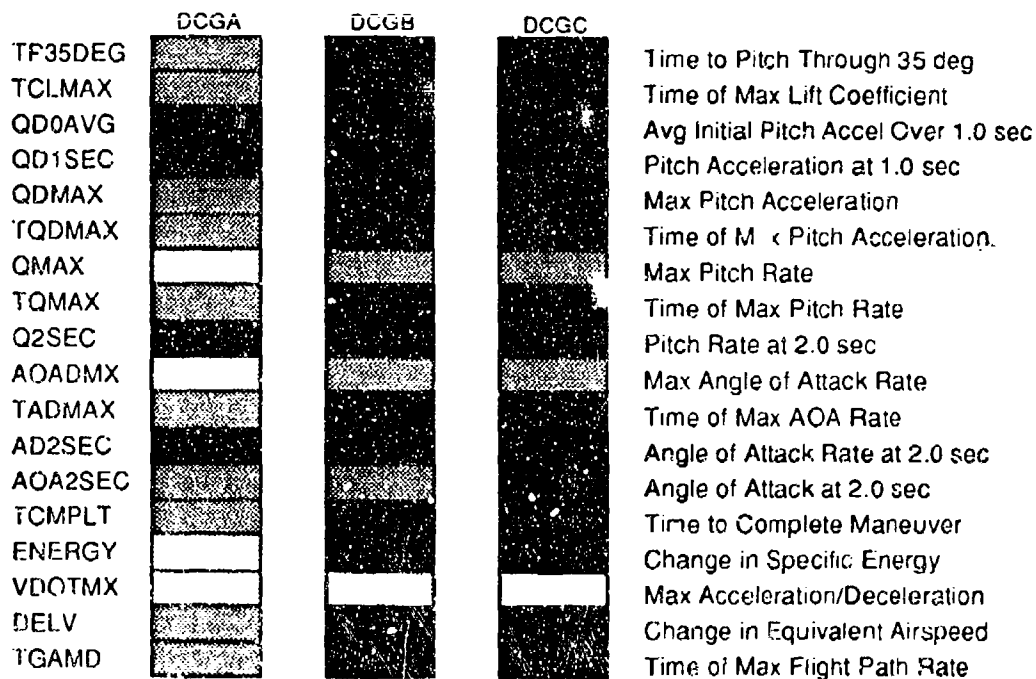 DCGA DCGB DCGC
TP35DEG Time to Pitch Through 35 deg
TCLMAX Time of Max Lift Coefficient
QD0AVG Avg Initial Pitch Accel Over 1.0 sec
QD1SEC Pitch Acceleration at 1.0 sec
QDMAX Max Pitch Acceleration
TQDMAX Time of Pitch Acceleration
QMAX Max Pitch Rate
TQMAX Time of Max Pitch Rate
Q2SEC Pitch Rate at 2.0 sec
AOADMX Max Angle of Attack Rate
TADMAX Time of Max AOA Rate
AD2SEC Angle of Attack Rate at 2.0 sec
AOA2SEC Angle of Attack at 2.0 sec
TCMPLT Time to Complete Maneuver
ENERGY Change in Specific Energy
VDOTMX Max Acceleration/Deceleration
DELV Change in Equivalent Airspeed
TGAMD Time of Max Flight Path Rate